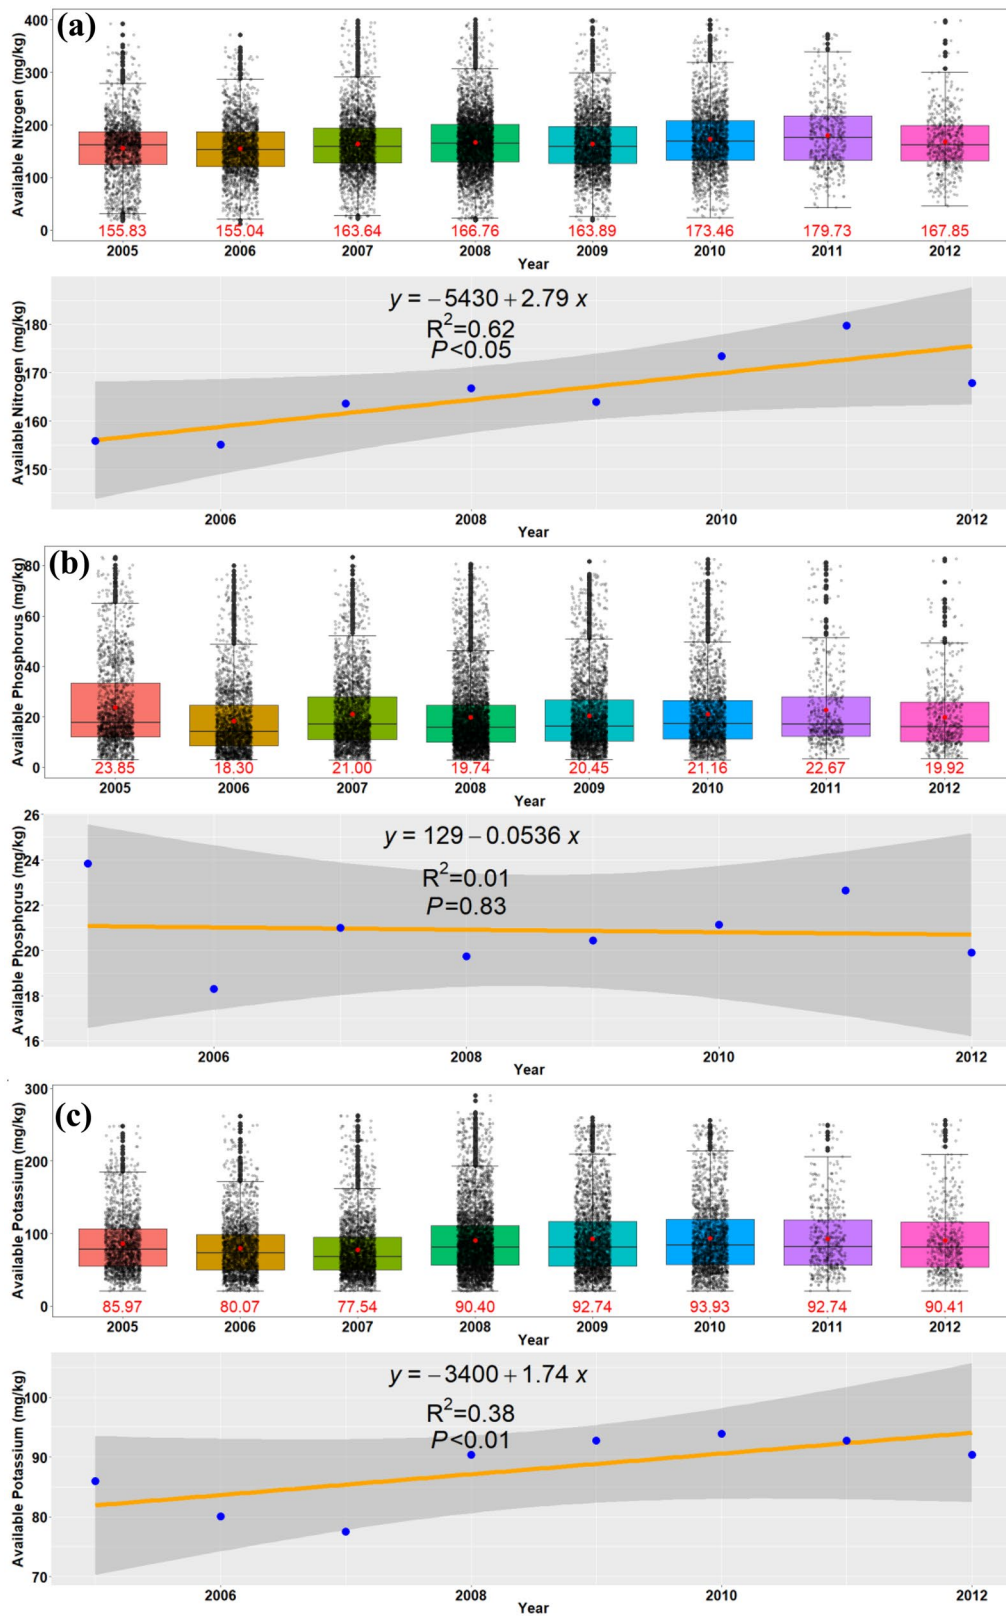 (a)
Available Nitrogen (mg/kg)
400
300
200
100
0
155.83 155.04 163.64 166.76 163.89 173.46 179.73 167.85
2005 2006 2007 2008 2009 2010 2011 2012
Year
Available Nitrogen (mg/kg)
y = −5430 + 2.79 x
R²=0.62
P<0.05
180
170
160
150
2006 2008 2010 2012
Year
(b)
Available Phosphorus (mg/kg)
80
60
40
20
0
23.85 18.30 21.00 19.74 20.45 21.16 22.67 19.92
2005 2006 2007 2008 2009 2010 2011 2012
Year
Available Phosphorus (mg/kg)
y = 129 − 0.0536 x
R²=0.01
P=0.83
26
24
22
20
18
16
2006 2008 2010 2012
Year
(c)
Available Potassium (mg/kg)
300
200
100
0
85.97 80.07 77.54 90.40 92.74 93.93 92.74 90.41
2005 2006 2007 2008 2009 2010 2011 2012
Year
Available Potassium (mg/kg)
y = −3400 + 1.74 x
R²=0.38
P<0.01
100
90
80
70
2006 2008 2010 2012
Year